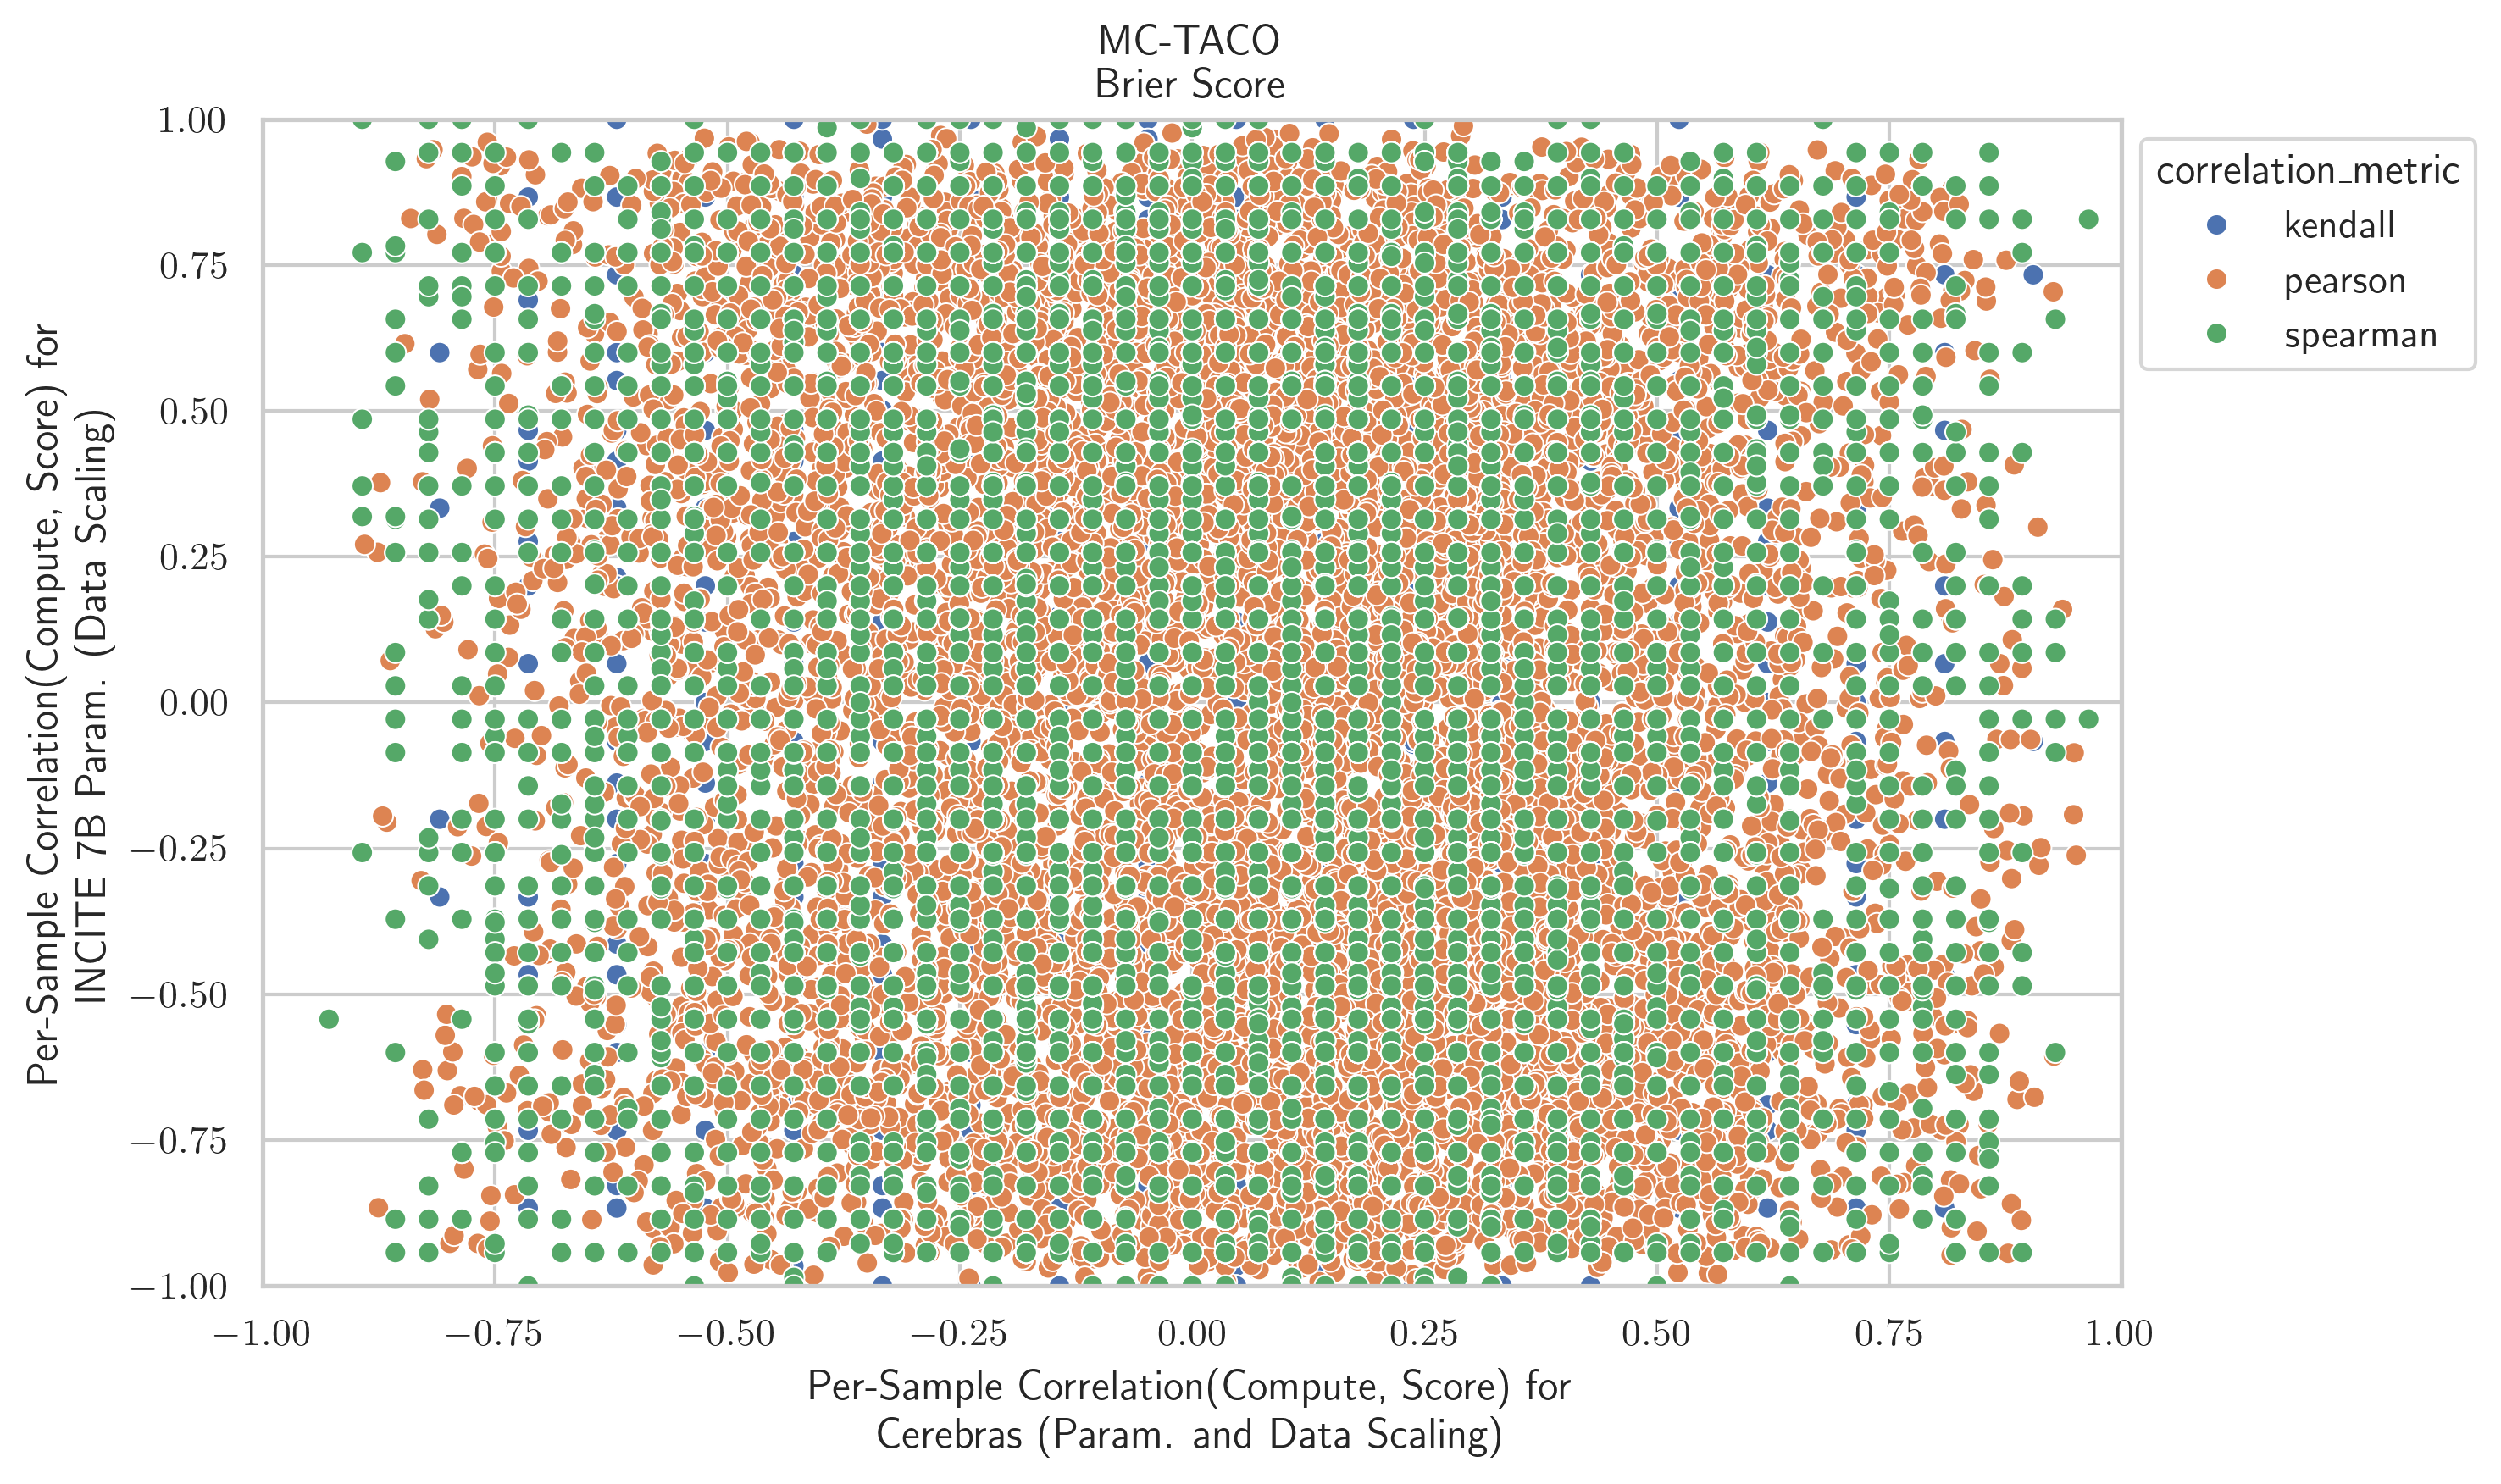 MC-TACO
Brier Score
Per-Sample Correlation(Compute, Score) for
INCITE 7B Param. (Data Scaling)
1.00
0.75
0.50
0.25
0.00
−0.25
−0.50
−0.75
−1.00
−1.00 −0.75 −0.50 −0.25 0.00 0.25 0.50 0.75 1.00
Per-Sample Correlation(Compute, Score) for
Cerebras (Param. and Data Scaling)
correlation_metric
kendall
pearson
spearman